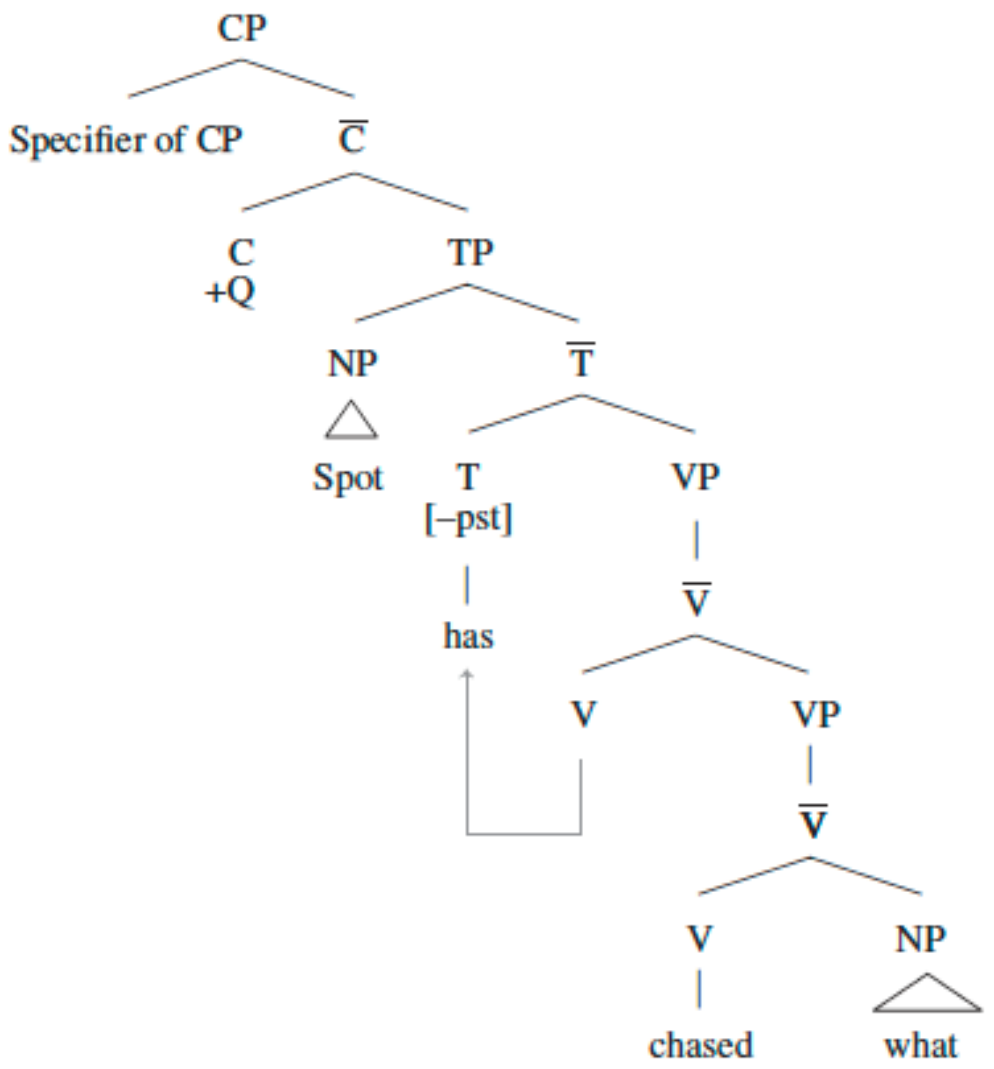 CP
Specifier of CP C̅
C TP
+Q
NP T̅
Spot T VP
[–pst]
V̅
has
V VP
V̅
V NP
chased what